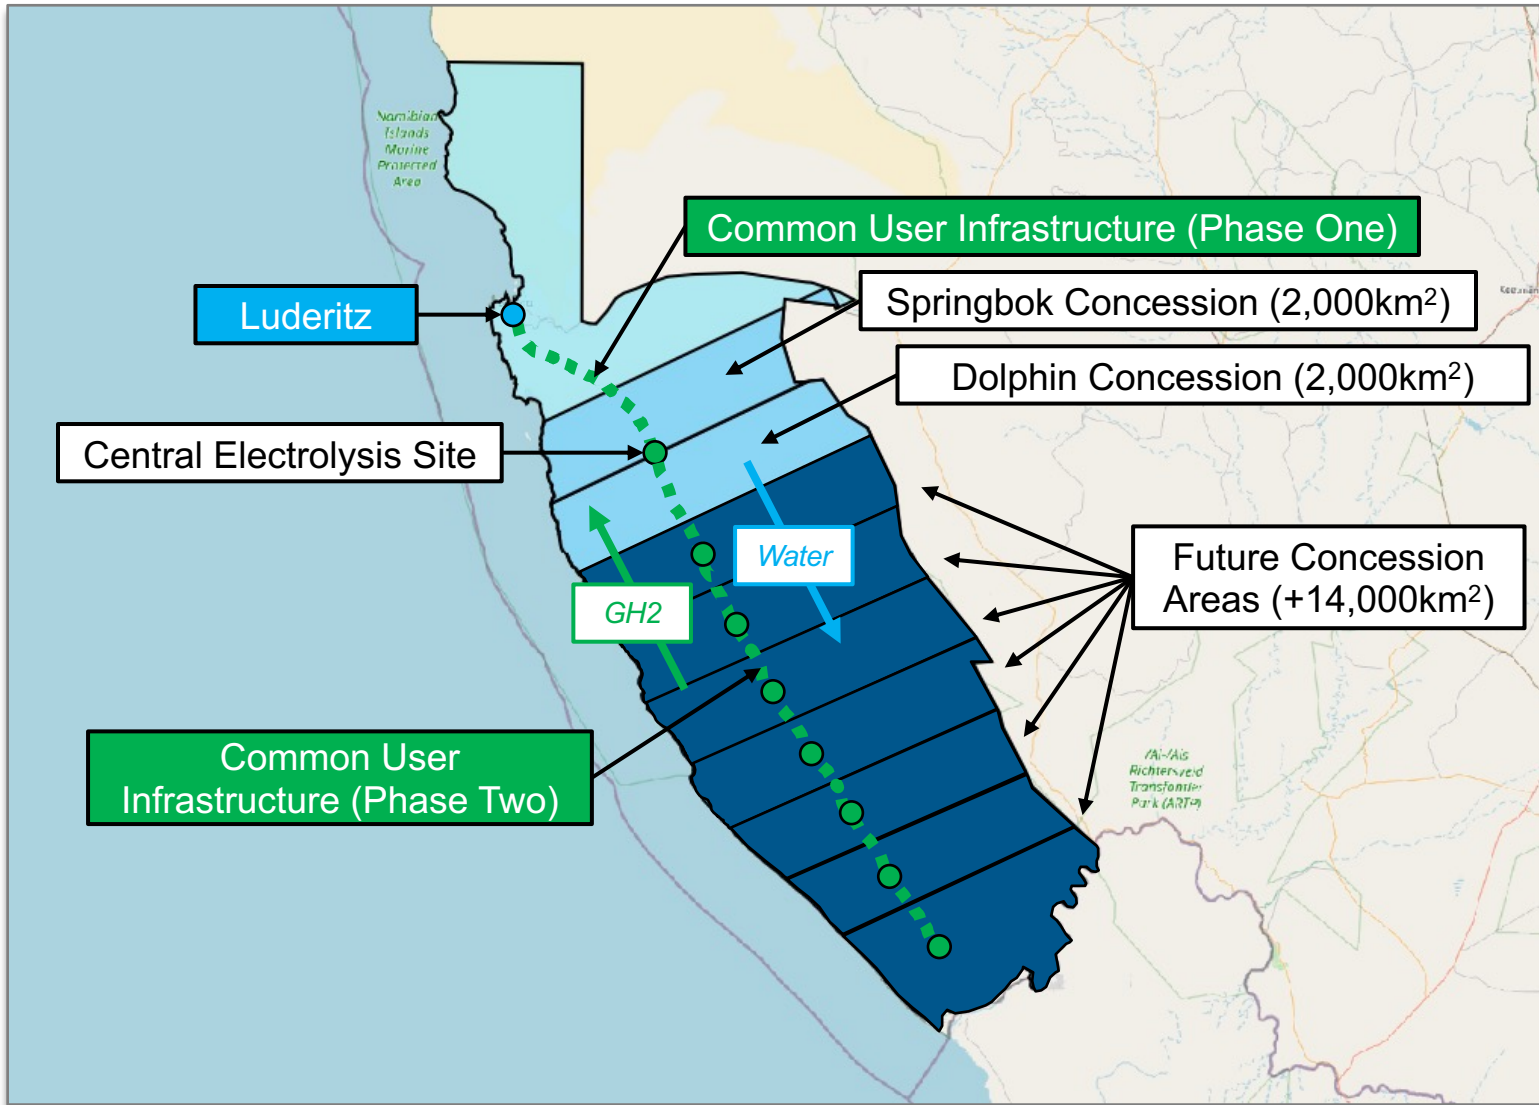 Namibian
Islands
Marine
Protected
Area
Common User Infrastructure (Phase One)
Luderitz
Springbok Concession (2,000km²)
Dolphin Concession (2,000km²)
Central Electrolysis Site
Water
GH2
Future Concession
Areas (+14,000km²)
Common User
Infrastructure (Phase Two)
/Ai-/Ais
Richtersveld
Transfontier
Park (ARTP)